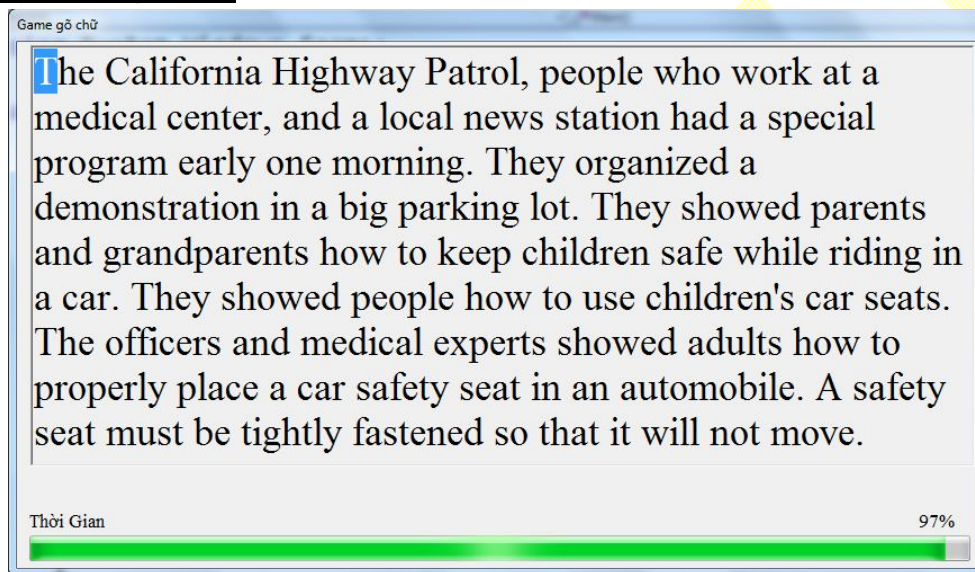 Game gõ chữ
The California Highway Patrol, people who work at a
medical center, and a local news station had a special
program early one morning. They organized a
demonstration in a big parking lot. They showed parents
and grandparents how to keep children safe while riding in
a car. They showed people how to use children's car seats.
The officers and medical experts showed adults how to
properly place a car safety seat in an automobile. A safety
seat must be tightly fastened so that it will not move.
Thời Gian 97%